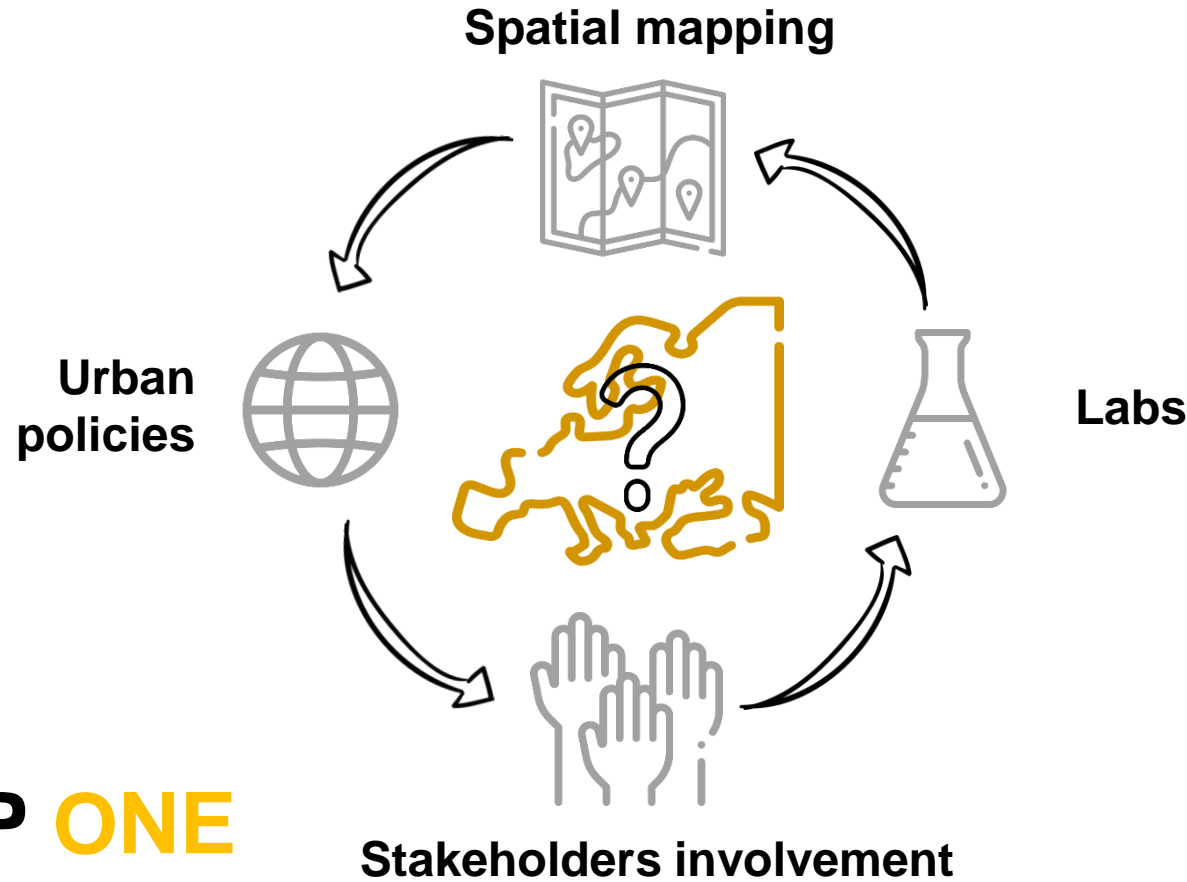 Spatial mapping
Urban
policies
Labs
?
P ONE
Stakeholders involvement